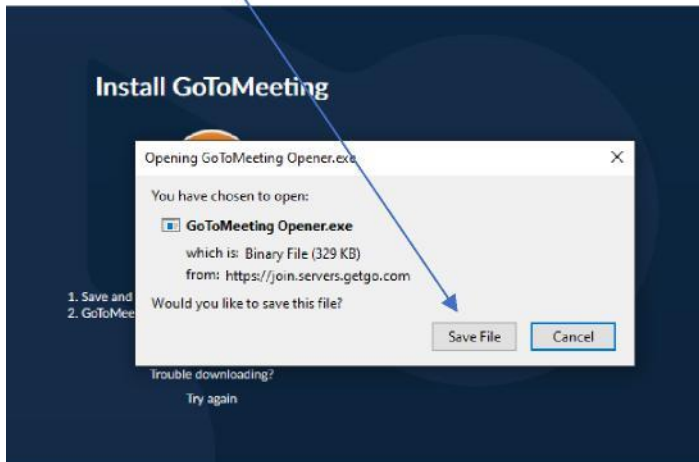 Install GoToMeeting
Opening GoToMeeting Opener.exe
You have chosen to open:
GoToMeeting Opener.exe
which is: Binary File (329 KB)
from: https://join.servers.getgo.com
Would you like to save this file?
Save File Cancel
1. Save and
2. GoToMee
Trouble downloading?
Try again